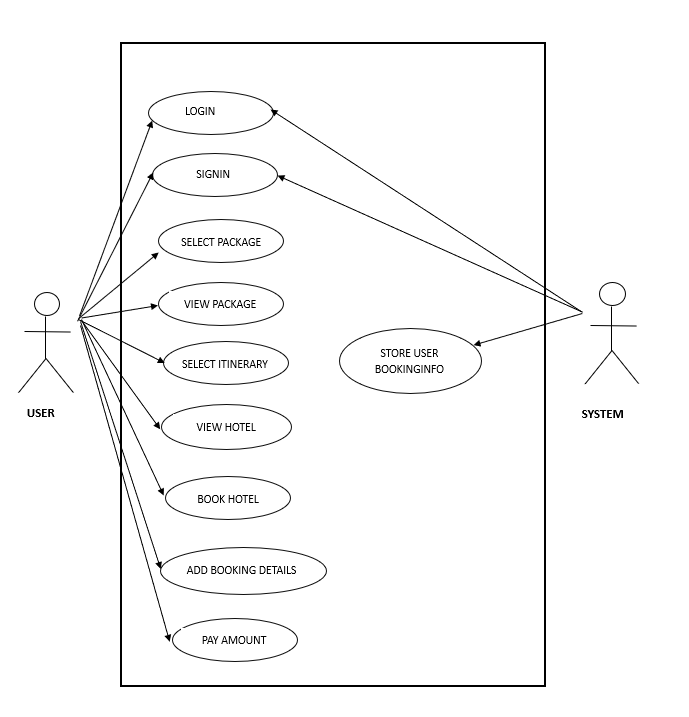 LOGIN
SIGNIN
SELECT PACKAGE
VIEW PACKAGE
SELECT ITINERARY
STORE USER
BOOKINGINFO
USER
SYSTEM
VIEW HOTEL
BOOK HOTEL
ADD BOOKING DETAILS
PAY AMOUNT